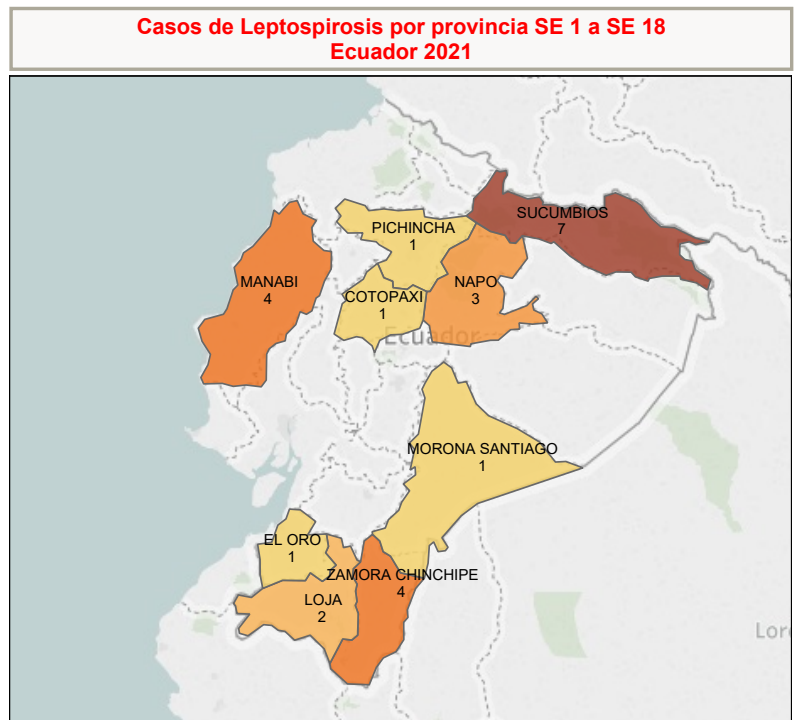 Casos de Leptospirosis por provincia SE 1 a SE 18
Ecuador 2021
SUCUMBIOS
7
PICHINCHA
1
MANABI
4
COTOPAXI
1
NAPO
3
Ecuador
MORONA SANTIAGO
1
EL ORO
1
ZAMORA CHINCHIPE
4
LOJA
2
Lore